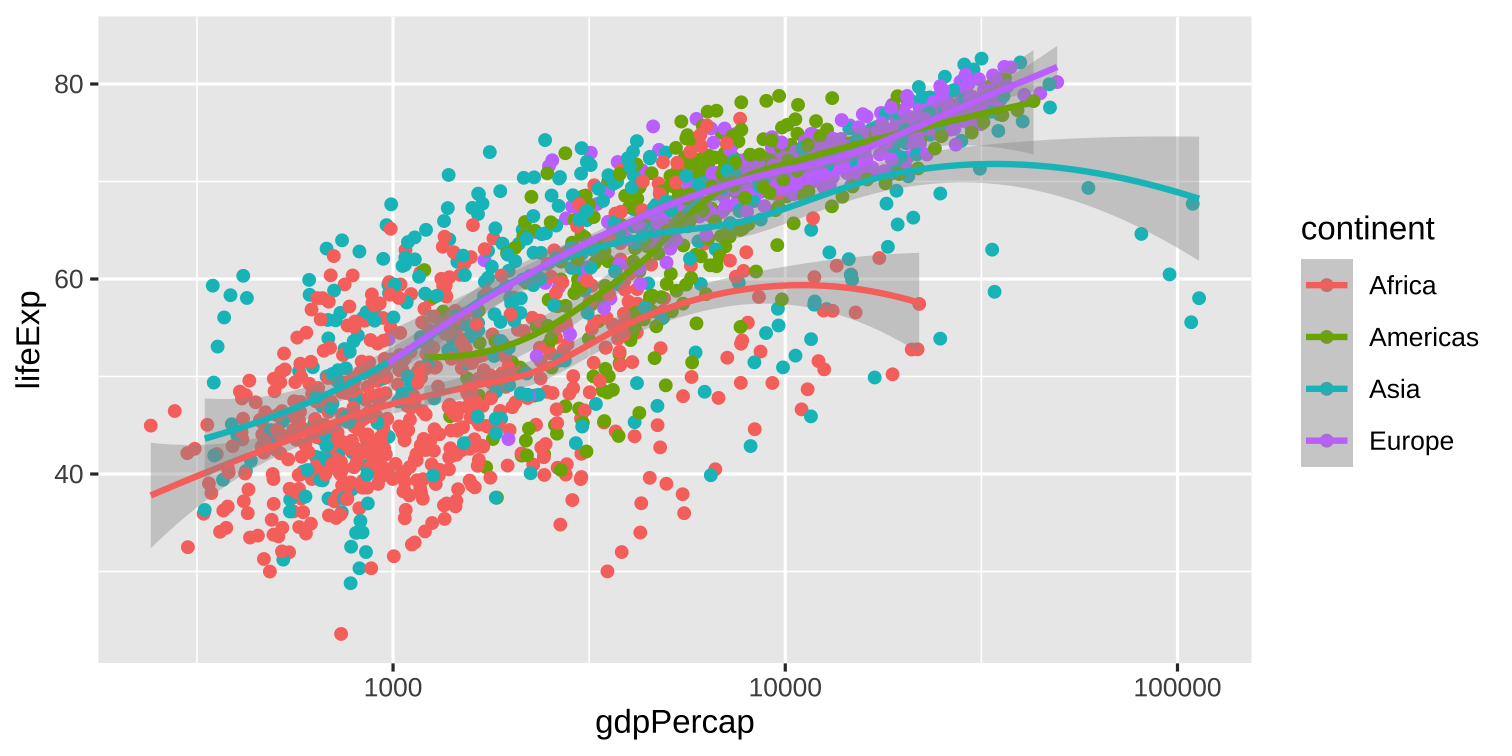 lifeExp
80
60
40
1000
10000
100000
gdpPercap
continent
Africa
Americas
Asia
Europe